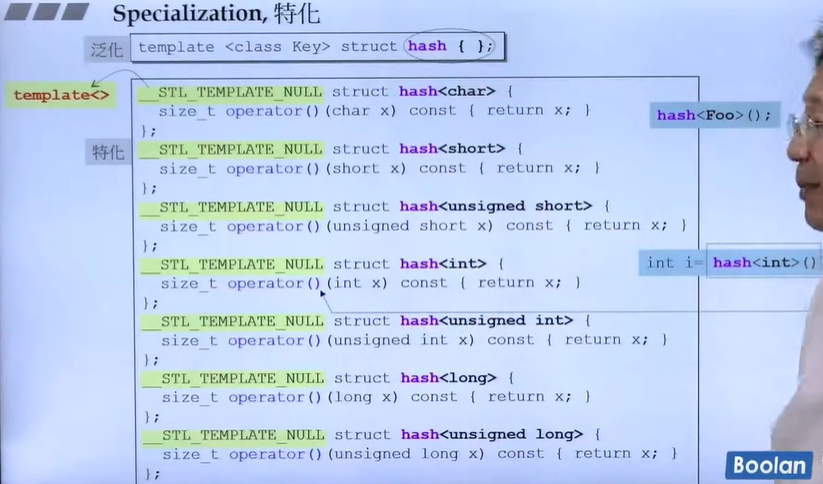 Specialization, 特化
泛化
template <class Key> struct hash { };
template<>
特化
__STL_TEMPLATE_NULL struct hash<char> {
size_t operator()(char x) const { return x; }
};
__STL_TEMPLATE_NULL struct hash<short> {
size_t operator()(short x) const { return x; }
};
__STL_TEMPLATE_NULL struct hash<unsigned short> {
size_t operator()(unsigned short x) const { return x; }
};
__STL_TEMPLATE_NULL struct hash<int> {
size_t operator()(int x) const { return x; }
};
__STL_TEMPLATE_NULL struct hash<unsigned int> {
size_t operator()(unsigned int x) const { return x; }
};
__STL_TEMPLATE_NULL struct hash<long> {
size_t operator()(long x) const { return x; }
};
__STL_TEMPLATE_NULL struct hash<unsigned long> {
size_t operator()(unsigned long x) const { return x; }
};
hash<Foo>();
int i= hash<int>()
Boolan